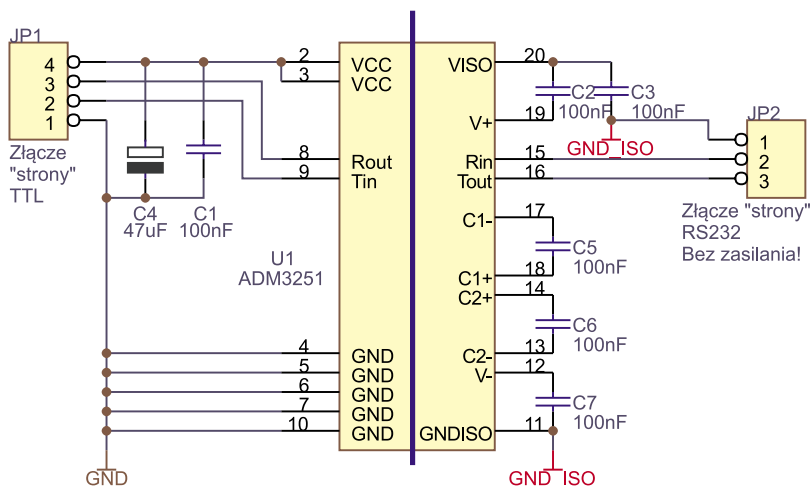 JP1
4
3
2
1
Złącze
"strony"
TTL
C4
47uF
C1
100nF
U1
ADM3251
2
VCC
3
VCC
8
Rout
9
Tin
4
GND
5
GND
6
GND
7
GND
10
GND
GND
VISO
20
V+
19
Rin
15
Tout
16
C1-
17
C1+
18
C2+
14
C2-
13
V-
12
GNDISO
11
C2
100nF
C3
100nF
GND_ISO
C5
100nF
C6
100nF
C7
100nF
GND_ISO
JP2
1
2
3
Złącze "strony"
RS232
Bez zasilania!